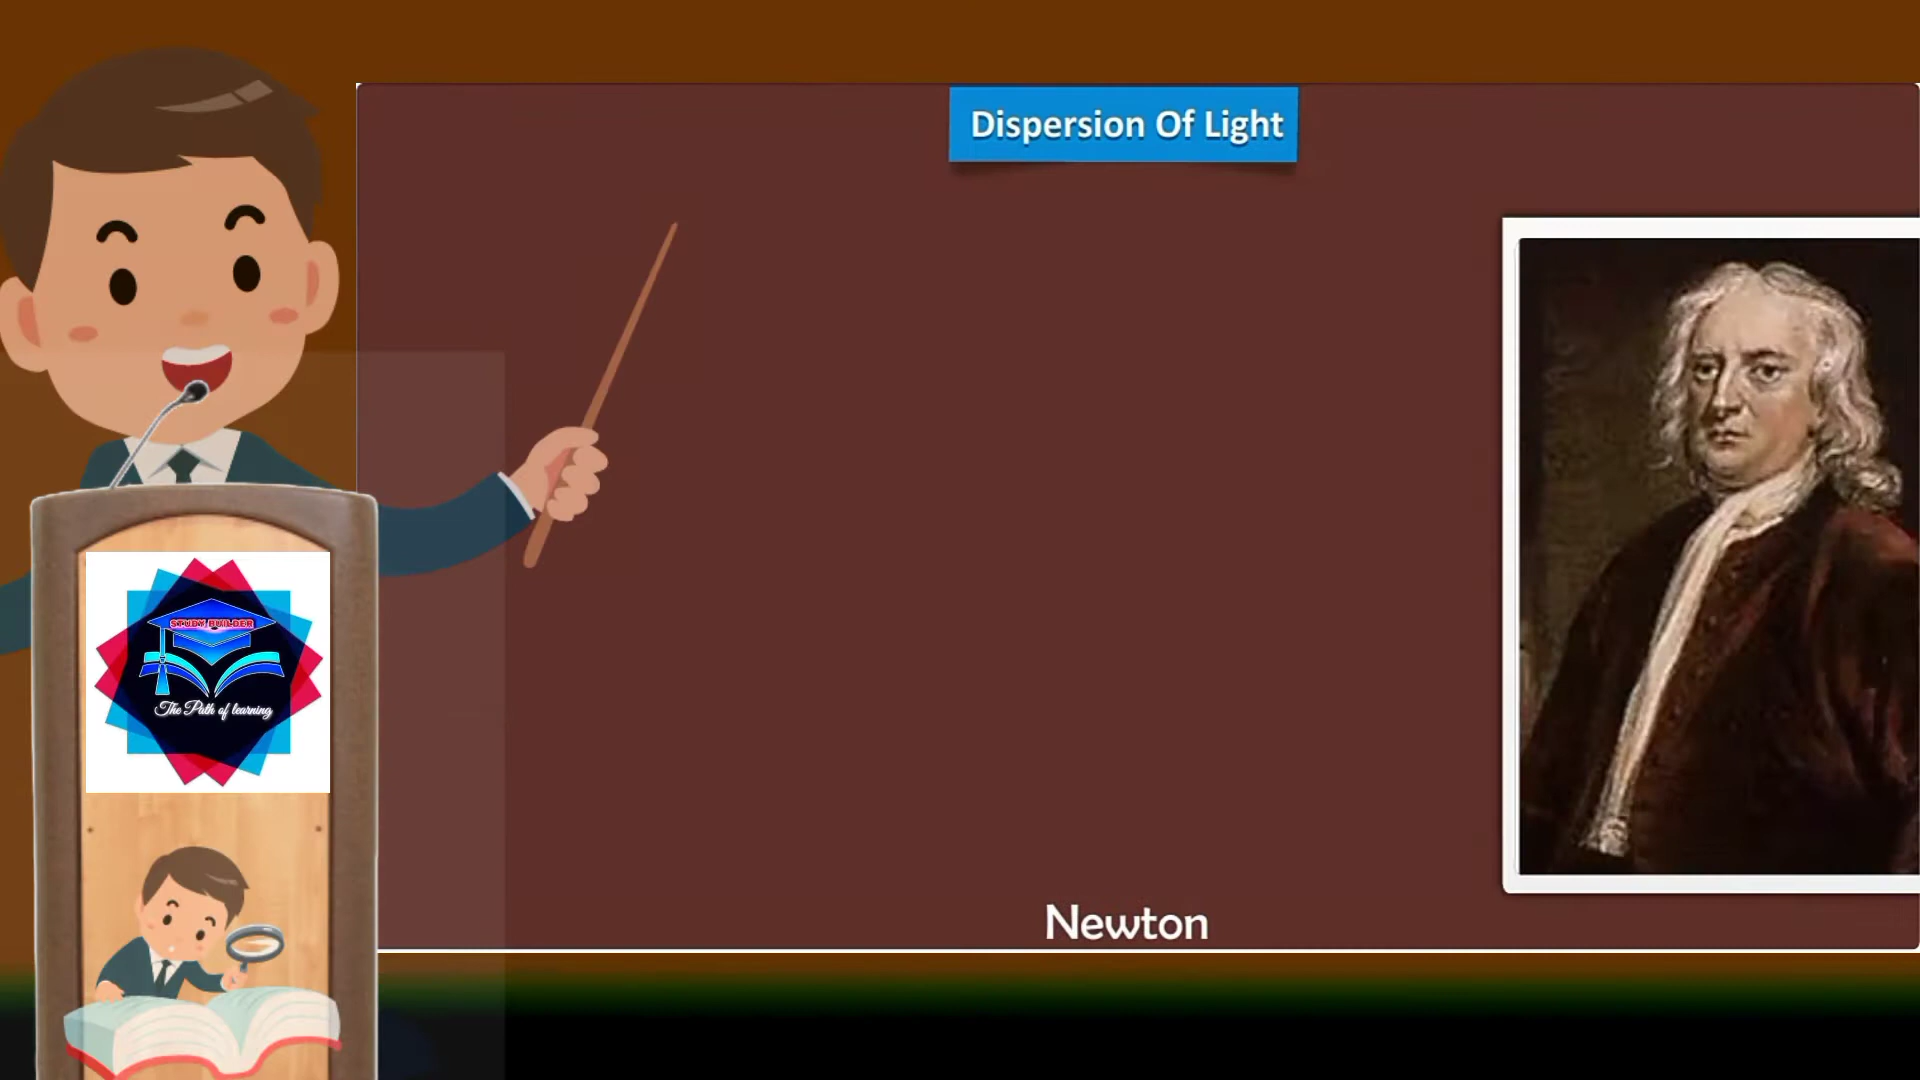 Dispersion Of Light
STUDY BUILDER
The Path of learning
Newton